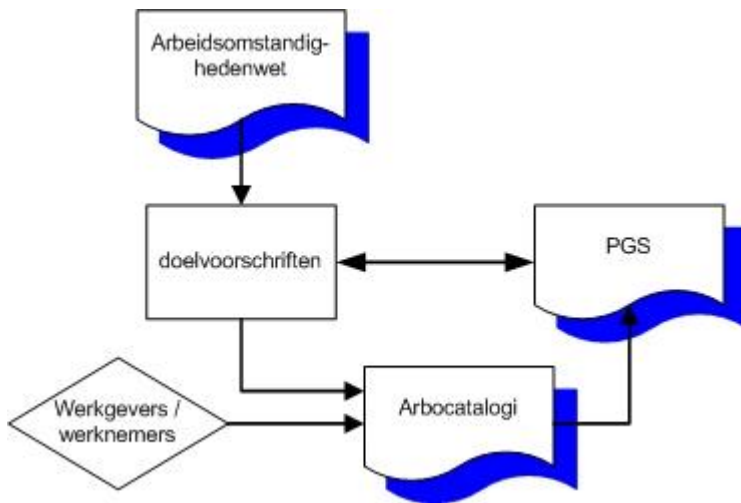 Arbeidsomstandig-
hedenwet
doelvoorschriften
PGS
Werkgevers /
werknemers
Arbocatalogi